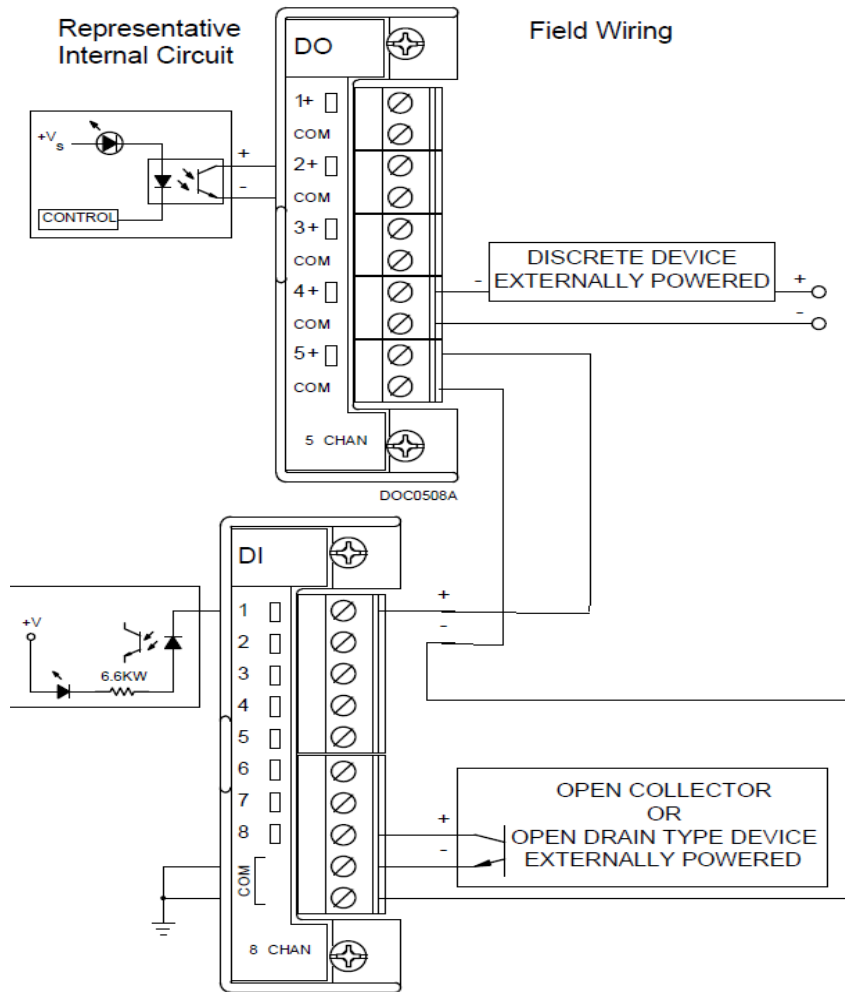 Representative
Internal Circuit
Field Wiring
DO
1+
COM
2+
COM
3+
COM
4+
COM
5+
COM
5 CHAN
+Vs
CONTROL
+
-
DISCRETE DEVICE
EXTERNALLY POWERED
-
+
-
DOC0508A
DI
1
2
3
4
5
6
7
8
COM
8 CHAN
+V
6.6KW
+
-
+
-
OPEN COLLECTOR
OR
OPEN DRAIN TYPE DEVICE
EXTERNALLY POWERED